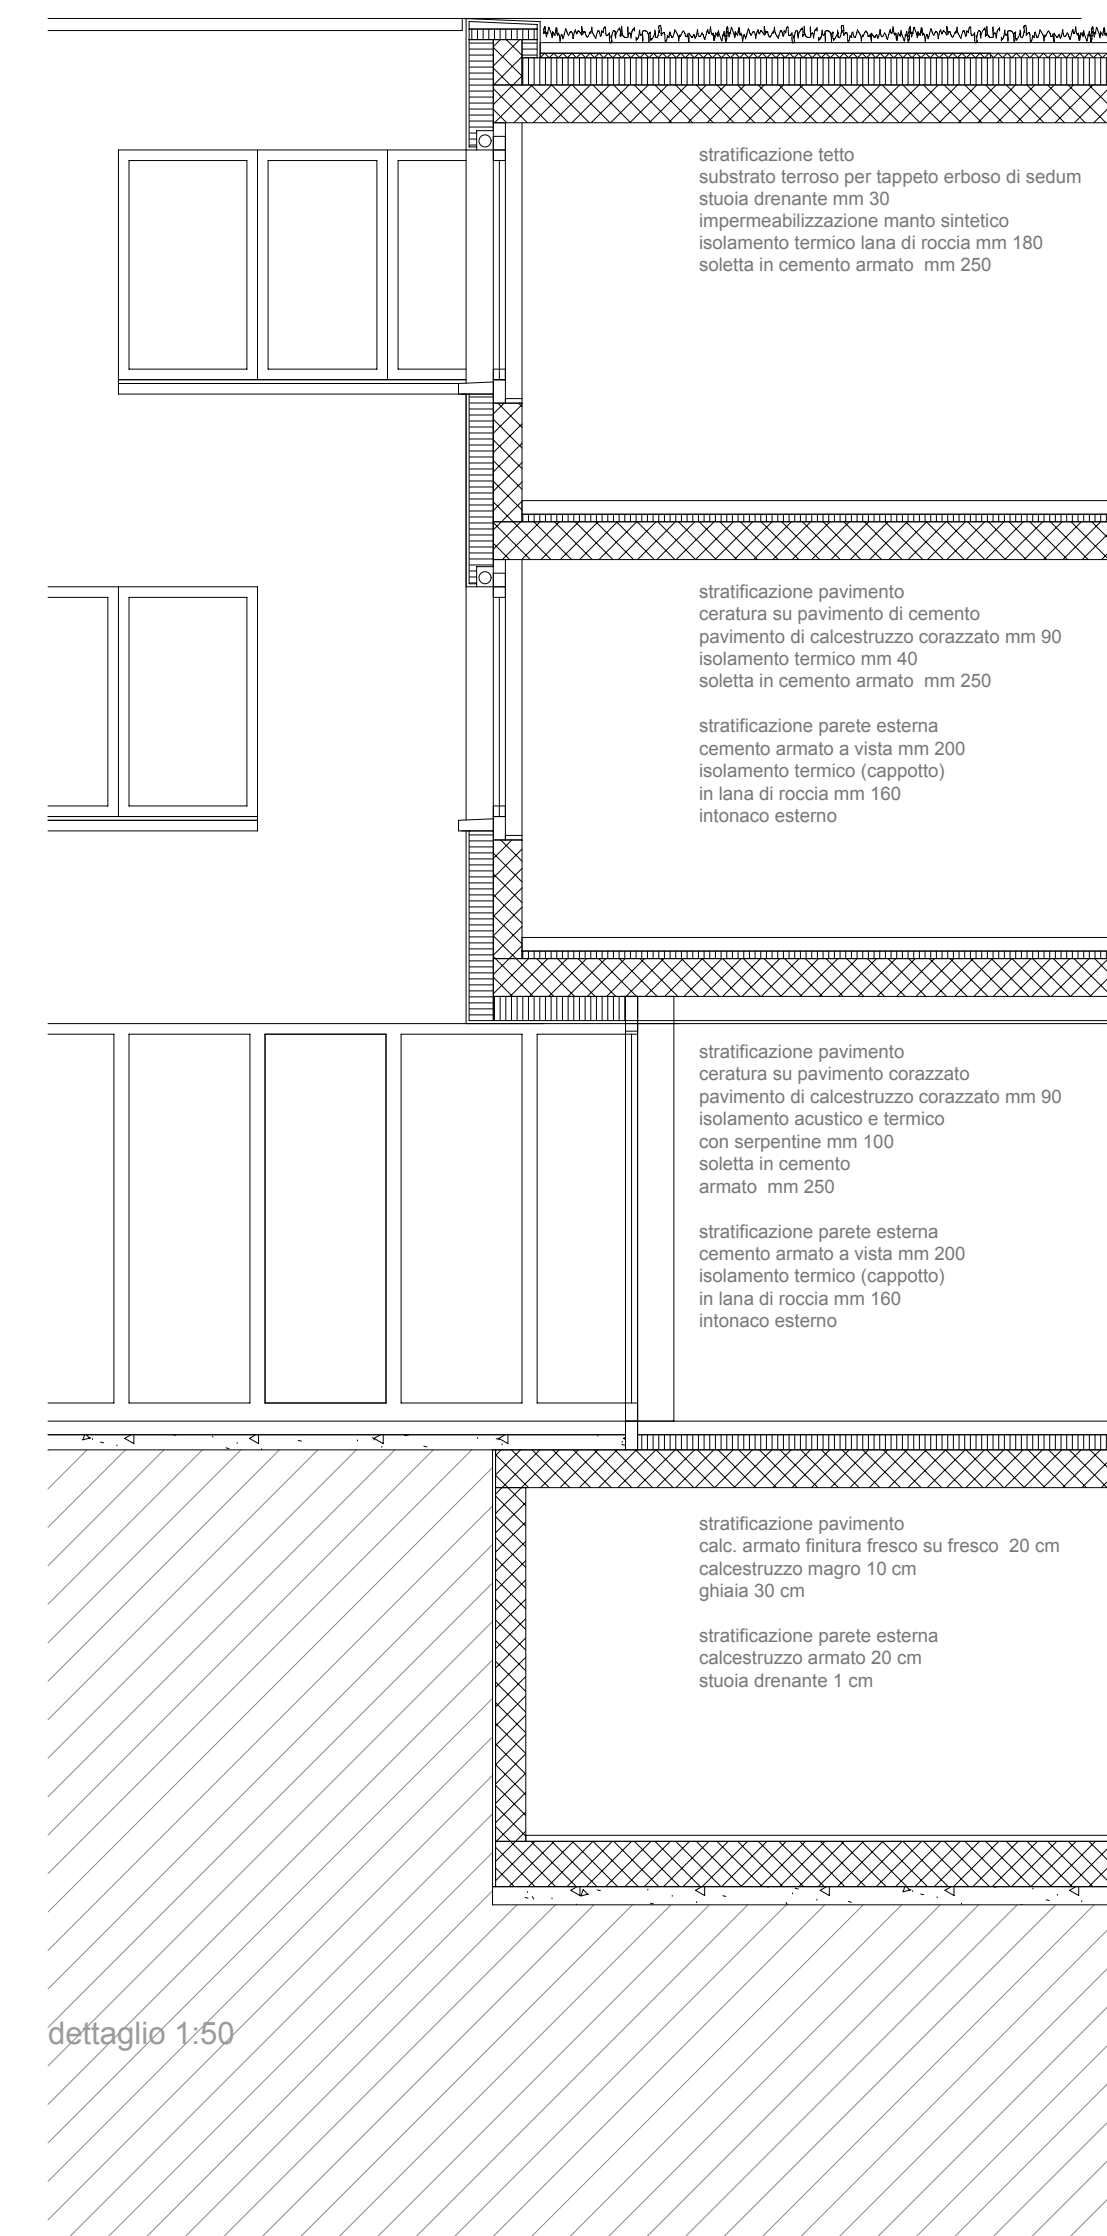 stratificazione tetto
substrato terroso per tappeto erboso di sedum
stuoia drenante mm 30
impermeabilizzazione manto sintetico
isolamento termico lana di roccia mm 180
soletta in cemento armato  mm 250
stratificazione pavimento
ceratura su pavimento di cemento
pavimento di calcestruzzo corazzato mm 90
isolamento termico mm 40
soletta in cemento armato  mm 250
stratificazione parete esterna
cemento armato a vista mm 200
isolamento termico (cappotto)
in lana di roccia mm 160
intonaco esterno
stratificazione pavimento
ceratura su pavimento corazzato
pavimento di calcestruzzo corazzato mm 90
isolamento acustico e termico
con serpentine mm 100
soletta in cemento
armato  mm 250
stratificazione parete esterna
cemento armato a vista mm 200
isolamento termico (cappotto)
in lana di roccia mm 160
intonaco esterno
stratificazione pavimento
calc. armato finitura fresco su fresco  20 cm
calcestruzzo magro 10 cm
ghiaia 30 cm
stratificazione parete esterna
calcestruzzo armato 20 cm
stuoia drenante 1 cm
dettaglio 1:50